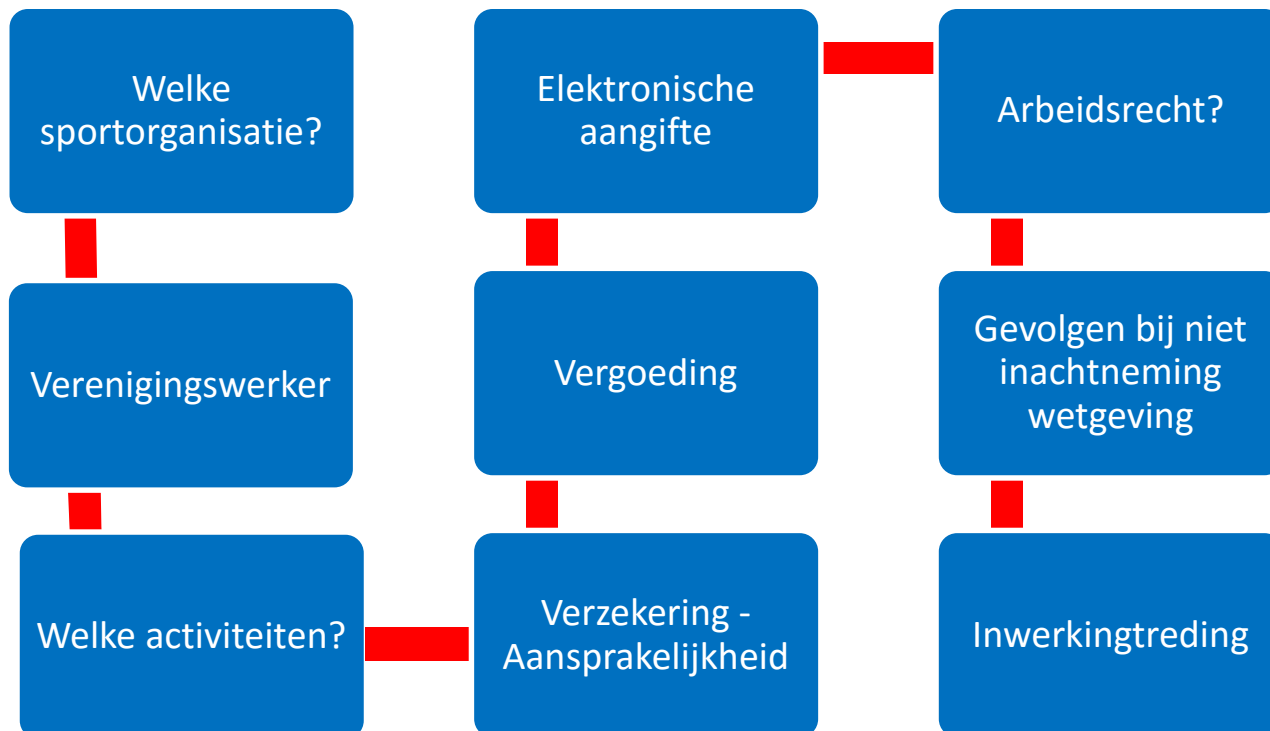 Welke
sportorganisatie?
Verenigingswerker
Welke activiteiten?
Verzekering -
Aansprakelijkheid
Vergoeding
Elektronische
aangifte
Arbeidsrecht?
Gevolgen bij niet
inachtneming
wetgeving
Inwerkingtreding